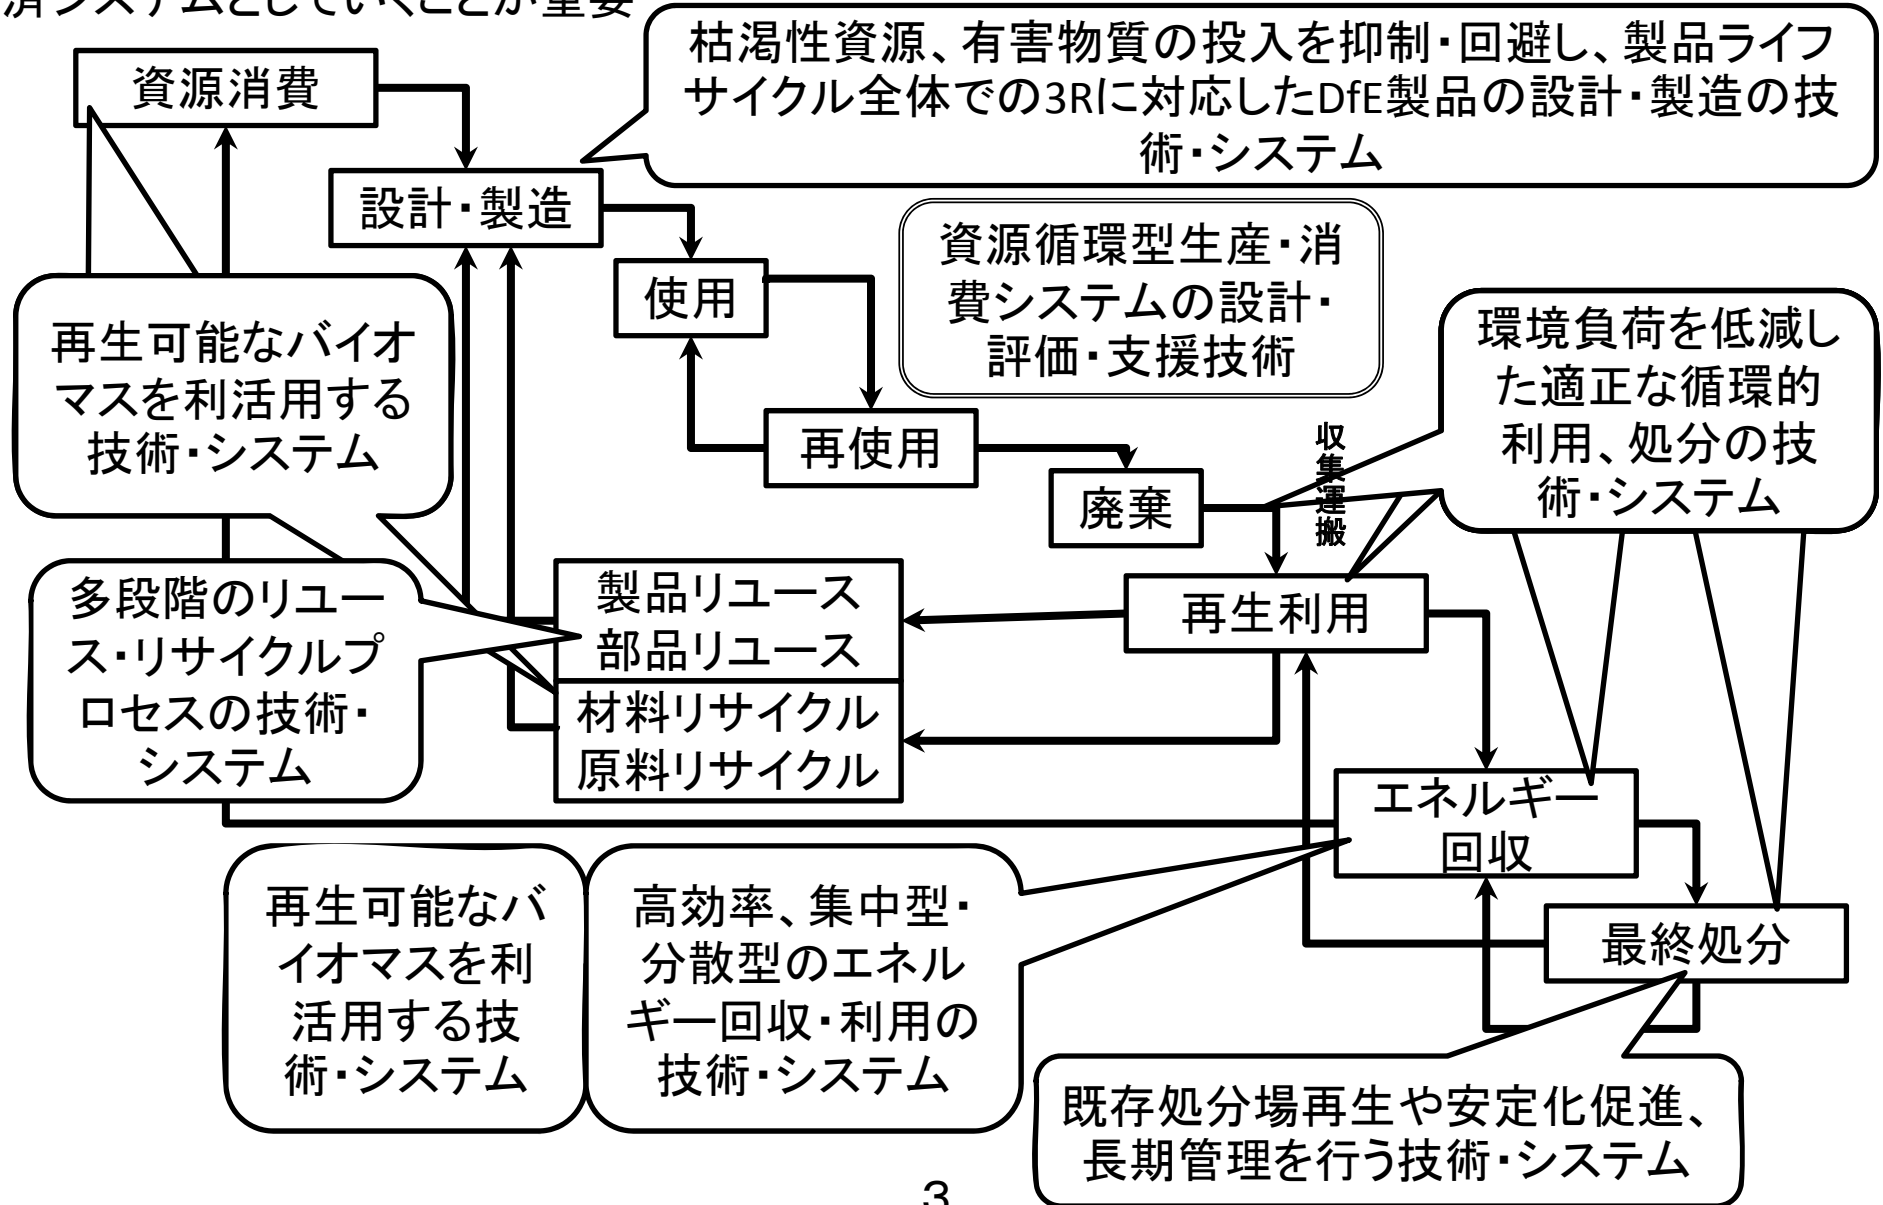 済システムとしていくことが重要
枯渇性資源、有害物質の投入を抑制・回避し、製品ライフ
サイクル全体での3Rに対応したDfE製品の設計・製造の技
術・システム
資源消費
設計・製造
使用
資源循環型生産・消
費システムの設計・
評価・支援技術
再生可能なバイオ
マスを利活用する
技術・システム
環境負荷を低減し
た適正な循環的
利用、処分の技
術・システム
再使用
収集運搬
廃棄
多段階のリユー
ス・リサイクルプ
ロセスの技術・
システム
製品リユース
部品リユース
材料リサイクル
原料リサイクル
再生利用
エネルギー
回収
再生可能なバ
イオマスを利
活用する技
術・システム
高効率、集中型・
分散型のエネル
ギー回収・利用の
技術・システム
最終処分
既存処分場再生や安定化促進、
長期管理を行う技術・システム
3